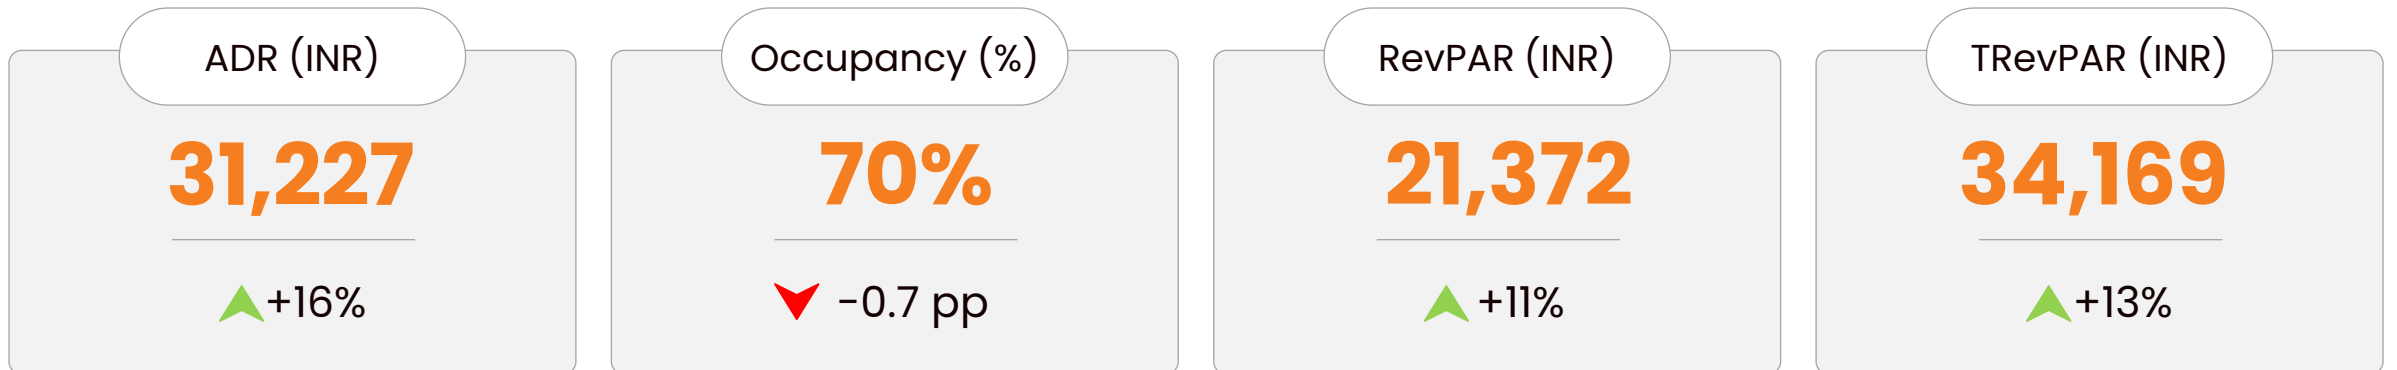 ADR (INR)
31,227
+16%
Occupancy (%)
70%
-0.7 pp
RevPAR (INR)
21,372
+11%
TRevPAR (INR)
34,169
+13%